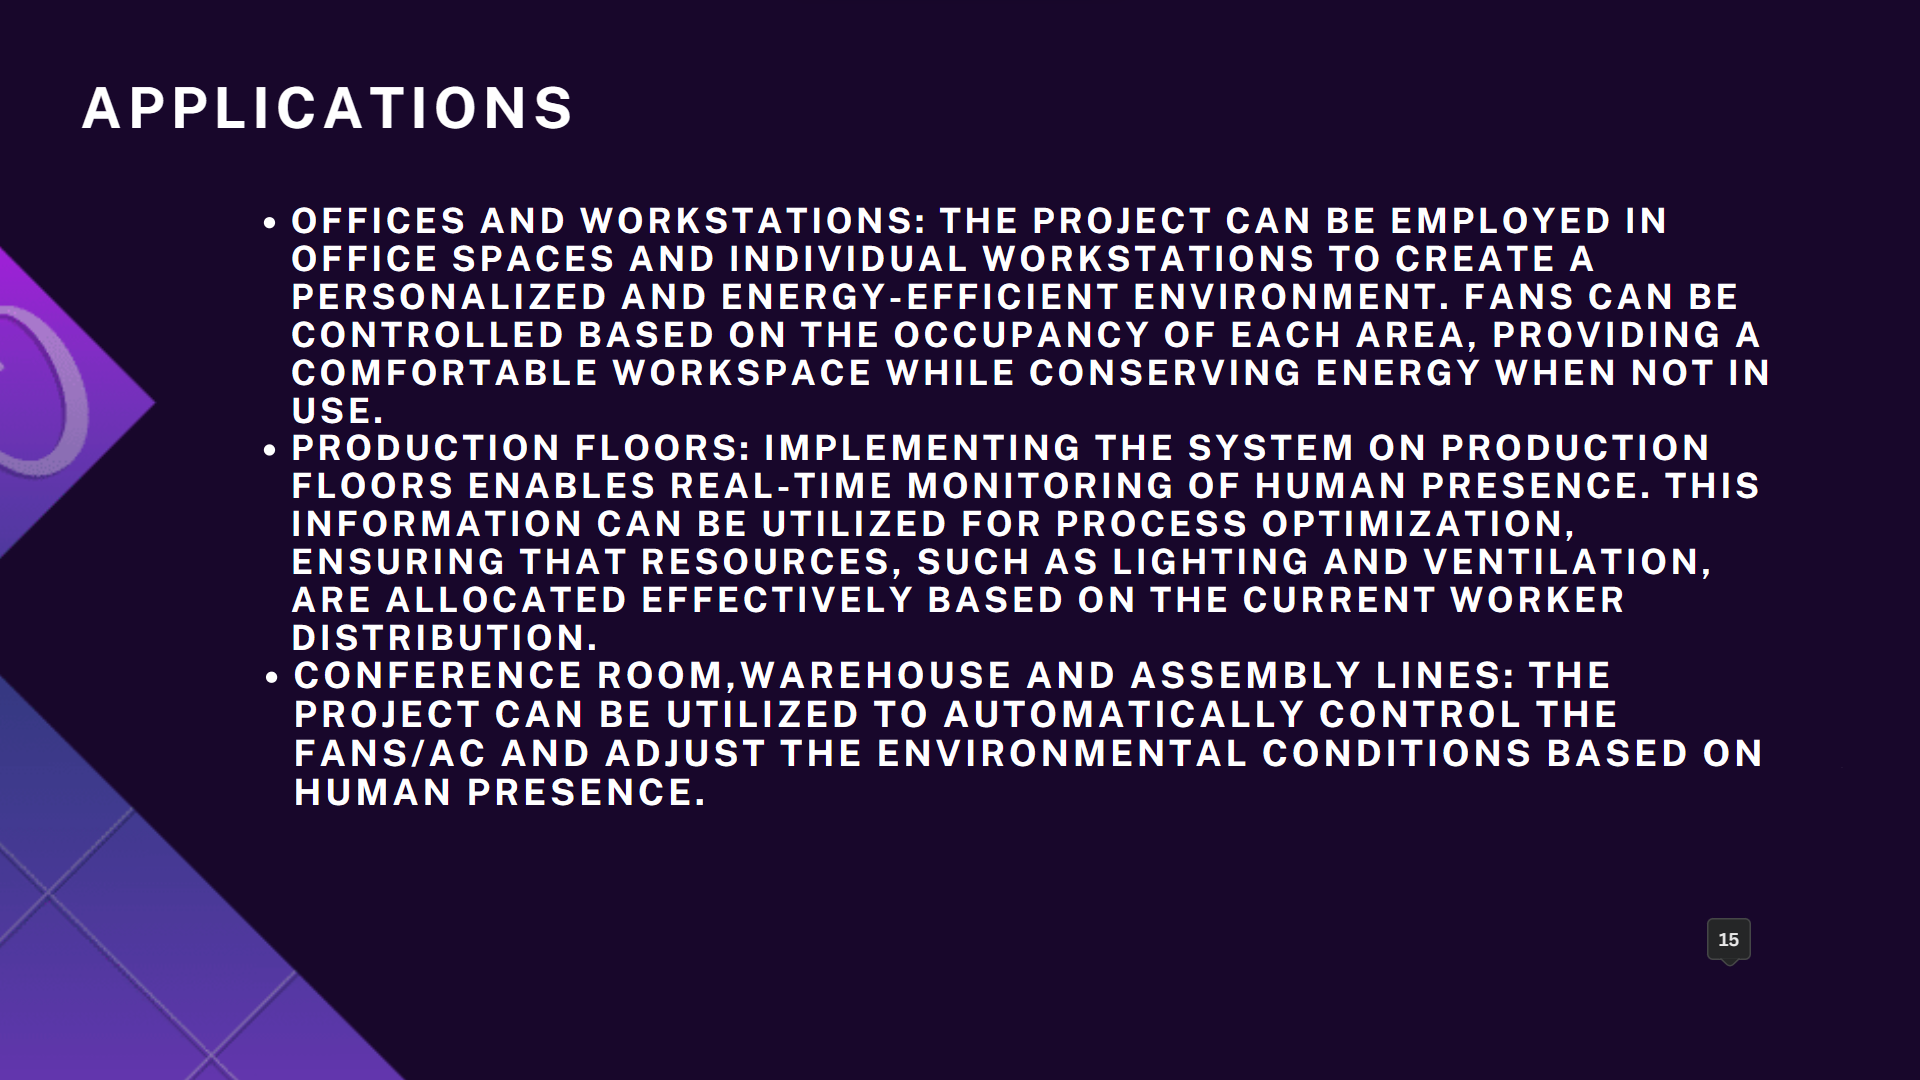 APPLICATIONS
• OFFICES AND WORKSTATIONS: THE PROJECT CAN BE EMPLOYED IN
OFFICE SPACES AND INDIVIDUAL WORKSTATIONS TO CREATE A
PERSONALIZED AND ENERGY-EFFICIENT ENVIRONMENT. FANS CAN BE
CONTROLLED BASED ON THE OCCUPANCY OF EACH AREA, PROVIDING A
COMFORTABLE WORKSPACE WHILE CONSERVING ENERGY WHEN NOT IN
USE.
• PRODUCTION FLOORS: IMPLEMENTING THE SYSTEM ON PRODUCTION
FLOORS ENABLES REAL-TIME MONITORING OF HUMAN PRESENCE. THIS
INFORMATION CAN BE UTILIZED FOR PROCESS OPTIMIZATION,
ENSURING THAT RESOURCES, SUCH AS LIGHTING AND VENTILATION,
ARE ALLOCATED EFFECTIVELY BASED ON THE CURRENT WORKER
DISTRIBUTION.
• CONFERENCE ROOM,WAREHOUSE AND ASSEMBLY LINES: THE
PROJECT CAN BE UTILIZED TO AUTOMATICALLY CONTROL THE
FANS/AC AND ADJUST THE ENVIRONMENTAL CONDITIONS BASED ON
HUMAN PRESENCE.
15